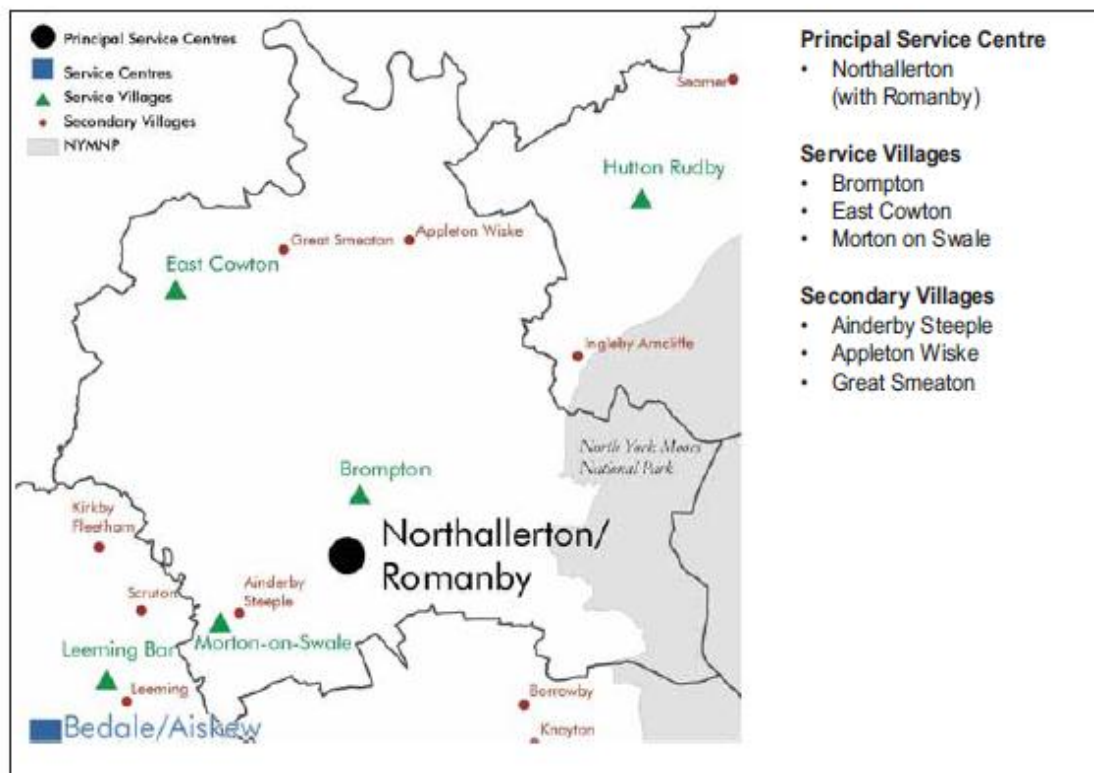 Principal Service Centres
Service Centres
Service Villages
Secondary Villages
NYMNP
Seamer
Hutton Rudby
Great Smeaton
Appleton Wiske
East Cowton
Ingleby Arncliffe
North York Moors
National Park
Brompton
Kirkby
Fleetham
Northallerton/
Romanby
Scruton
Ainderby
Steeple
Morton-on-Swale
Leeming Bar
Leeming
Borrowby
Knayton
Bedale/Aiskew
Principal Service Centre
• Northallerton
(with Romanby)
Service Villages
• Brompton
• East Cowton
• Morton on Swale
Secondary Villages
• Ainderby Steeple
• Appleton Wiske
• Great Smeaton